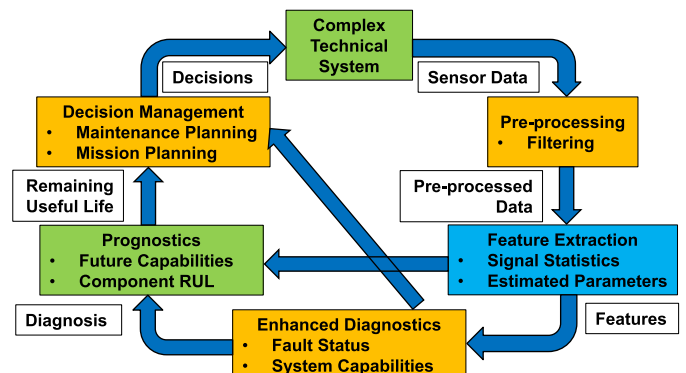 Complex
Technical
System
Decisions
Sensor Data
Decision Management
• Maintenance Planning
• Mission Planning
Pre-processing
• Filtering
Remaining
Useful Life
Pre-processed
Data
Prognostics
• Future Capabilities
• Component RUL
Feature Extraction
• Signal Statistics
• Estimated Parameters
Diagnosis
Enhanced Diagnostics
• Fault Status
• System Capabilities
Features